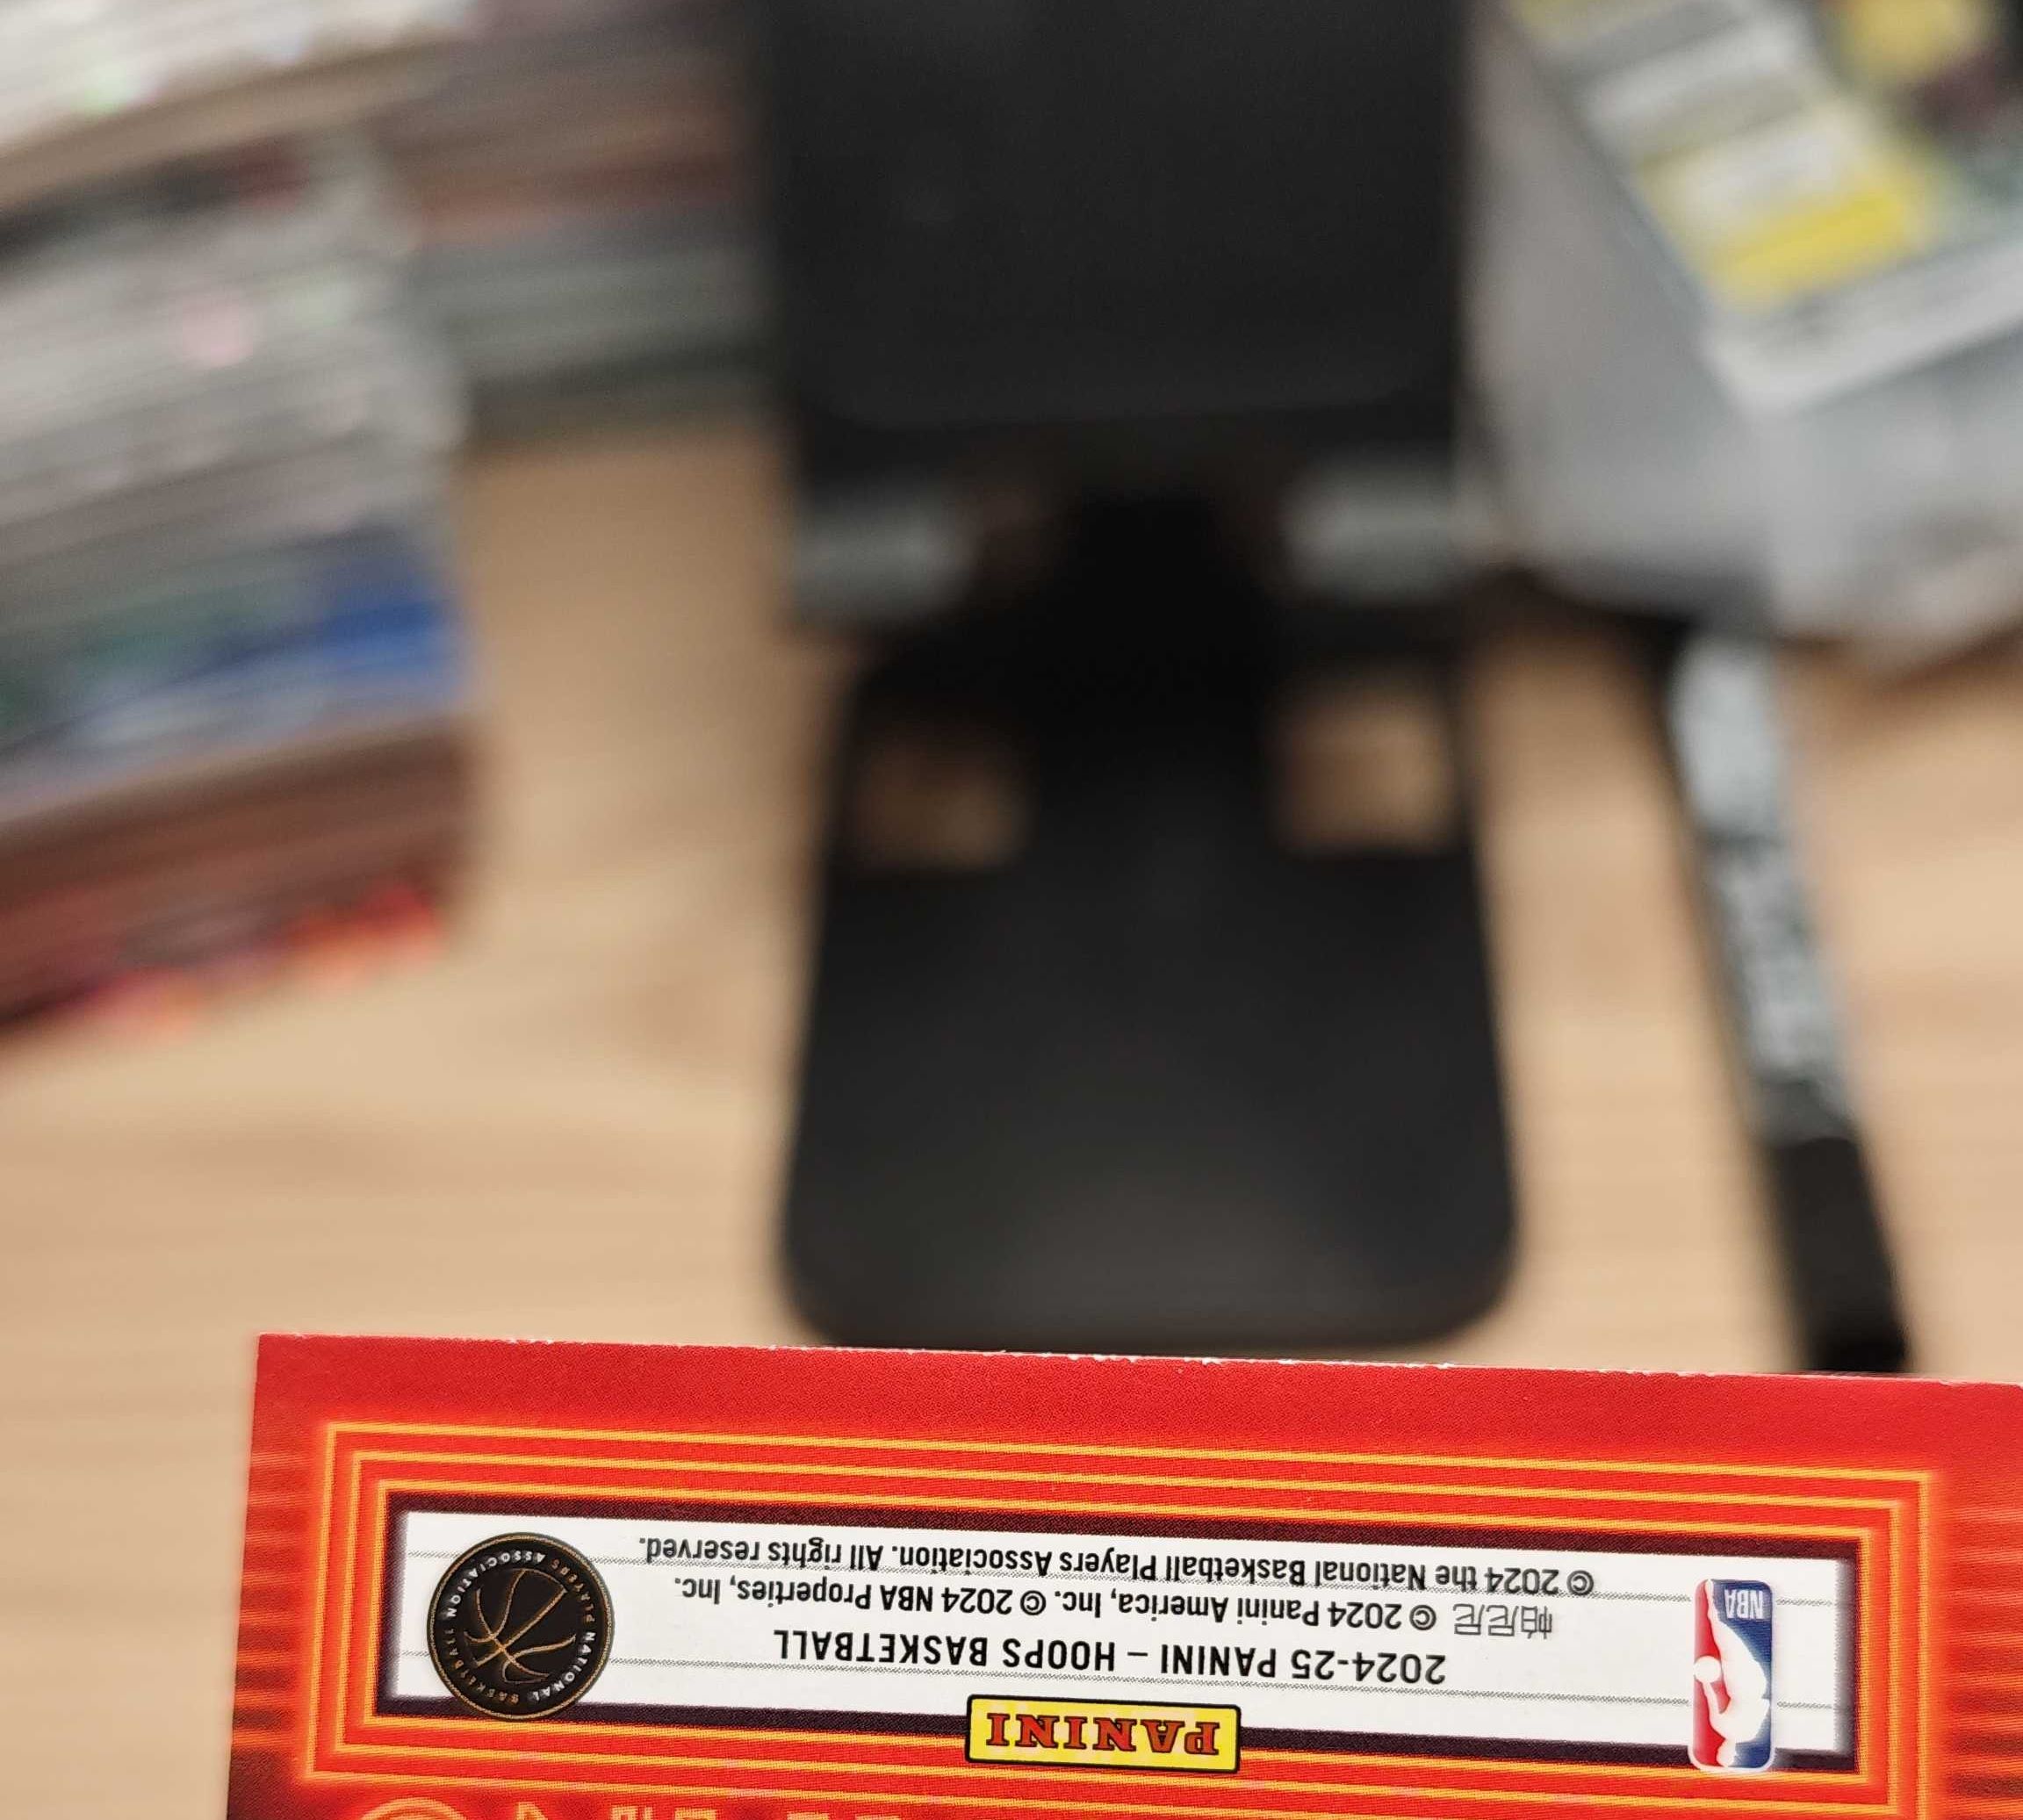 PANINI
2024-25 PANINI – HOOPS BASKETBALL
帕尼尼 © 2024 Panini America, Inc. © 2024 NBA Properties, Inc.
© 2024 the National Basketball Players Association. All rights reserved.
NBA
NATIONAL BASKETBALL PLAYERS ASSOCIATION